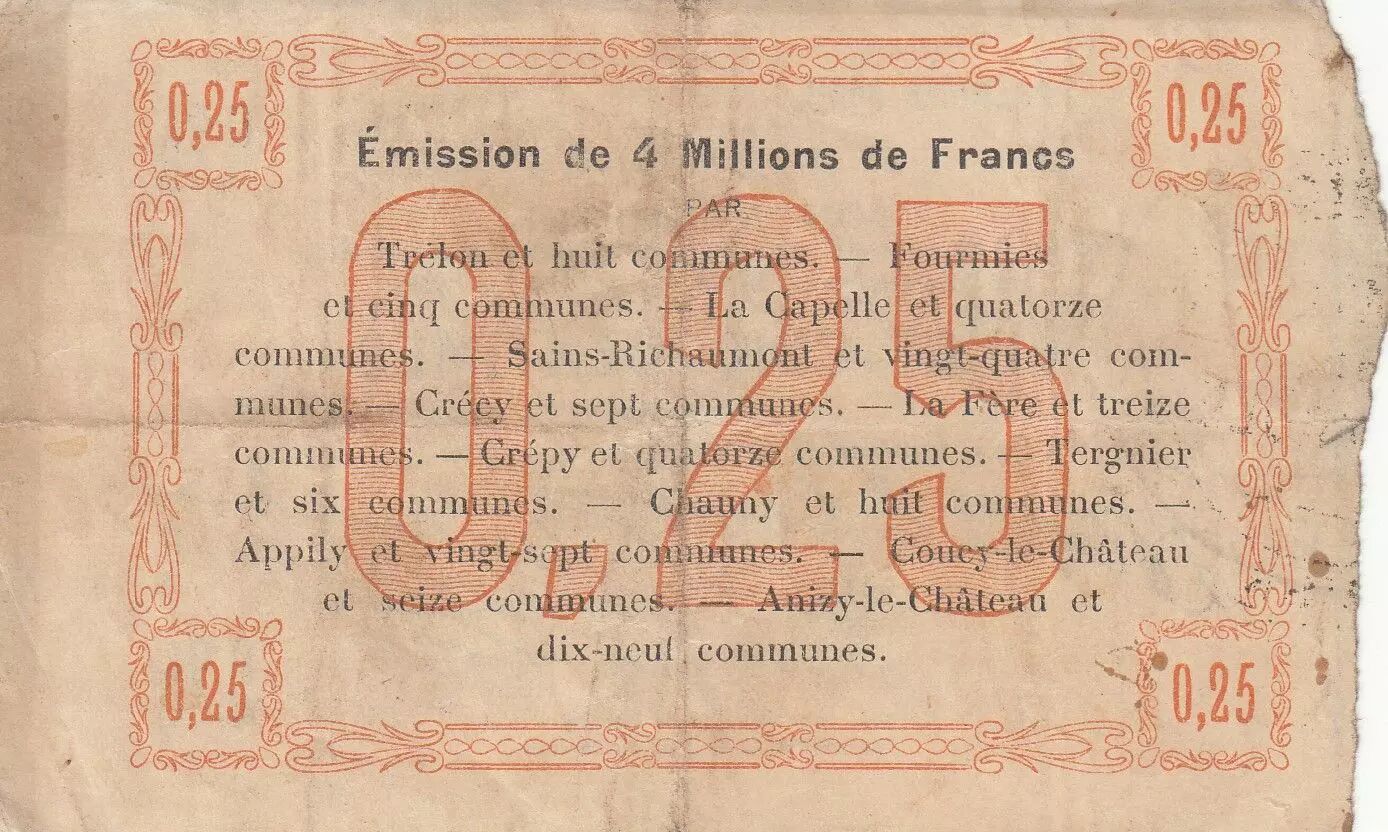 0,25 0,25
Émission de 4 Millions de Francs
PAR
0,25
Trélon et huit communes. — Fourmies
et cinq communes. — La Capelle et quatorze
communes. — Sains-Richaumont et vingt-quatre com-
munes. — Crécy et sept communes. — La Fère et treize
communes. — Crépy et quatorze communes. — Tergnier
et six communes. — Chauny et huit communes. —
Appily et vingt-sept communes. — Coucy-le-Château
et seize communes. — Anizy-le-Château et
dix-neuf communes.
0,25 0,25